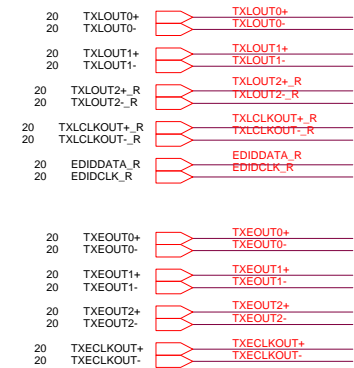 20 TXLOUT0+ TXLOUT0+
20 TXLOUT0- TXLOUT0-
20 TXLOUT1+ TXLOUT1+
20 TXLOUT1- TXLOUT1-
20 TXLOUT2+_R TXLOUT2+_R
20 TXLOUT2-_R TXLOUT2-_R
20 TXLCLKOUT+_R TXLCLKOUT+_R
20 TXLCLKOUT-_R TXLCLKOUT-_R
20 EDIDDATA_R EDIDDATA_R
20 EDIDCLK_R EDIDCLK_R
20 TXEOUT0+ TXEOUT0+
20 TXEOUT0- TXEOUT0-
20 TXEOUT1+ TXEOUT1+
20 TXEOUT1- TXEOUT1-
20 TXEOUT2+ TXEOUT2+
20 TXEOUT2- TXEOUT2-
20 TXECLKOUT+ TXECLKOUT+
20 TXECLKOUT- TXECLKOUT-